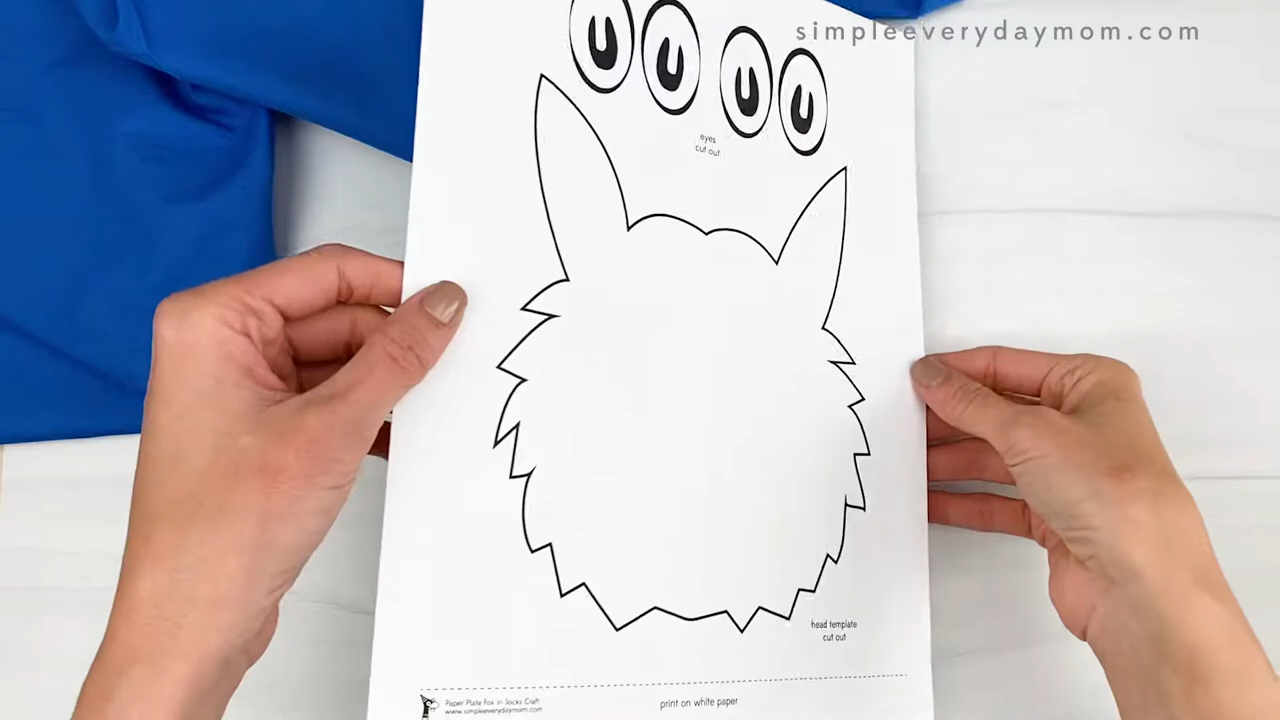 simpleeverydaymom.com
eyes
cut out
head template
cut out
Paper Plate Fox in Socks Craft
www.simpleeverydaymom.com
print on white paper